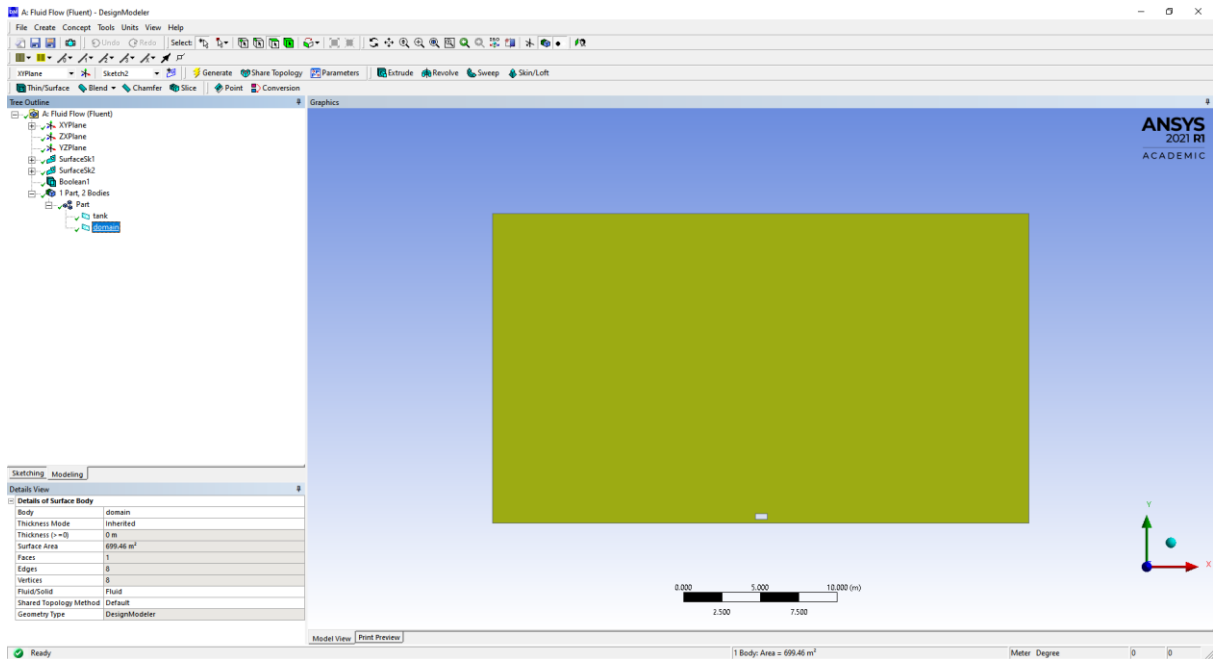 A: Fluid Flow (Fluent) - DesignModeler
File Create Concept Tools Units View Help
Undo Redo Select:
XYPlane Sketch2 Generate Share Topology Parameters Extrude Revolve Sweep Skin/Loft
Thin/Surface Blend Chamfer Slice Point Conversion
Tree Outline
A: Fluid Flow (Fluent)
XYPlane
ZXPlane
YZPlane
SurfaceSk1
SurfaceSk2
Boolean1
1 Part, 2 Bodies
Part
tank
domain
Sketching Modeling
Details View
Details of Surface Body
Body domain
Thickness Mode Inherited
Thickness (>=0) 0 m
Surface Area 699.46 m²
Faces 1
Edges 8
Vertices 8
Fluid/Solid Fluid
Shared Topology Method Default
Geometry Type DesignModeler
Graphics
ANSYS
2021 R1
ACADEMIC
Y
X
0.000 5.000 10.000 (m)
2.500 7.500
Model View Print Preview
Ready 1 Body: Area = 699.46 m² Meter Degree 0 0